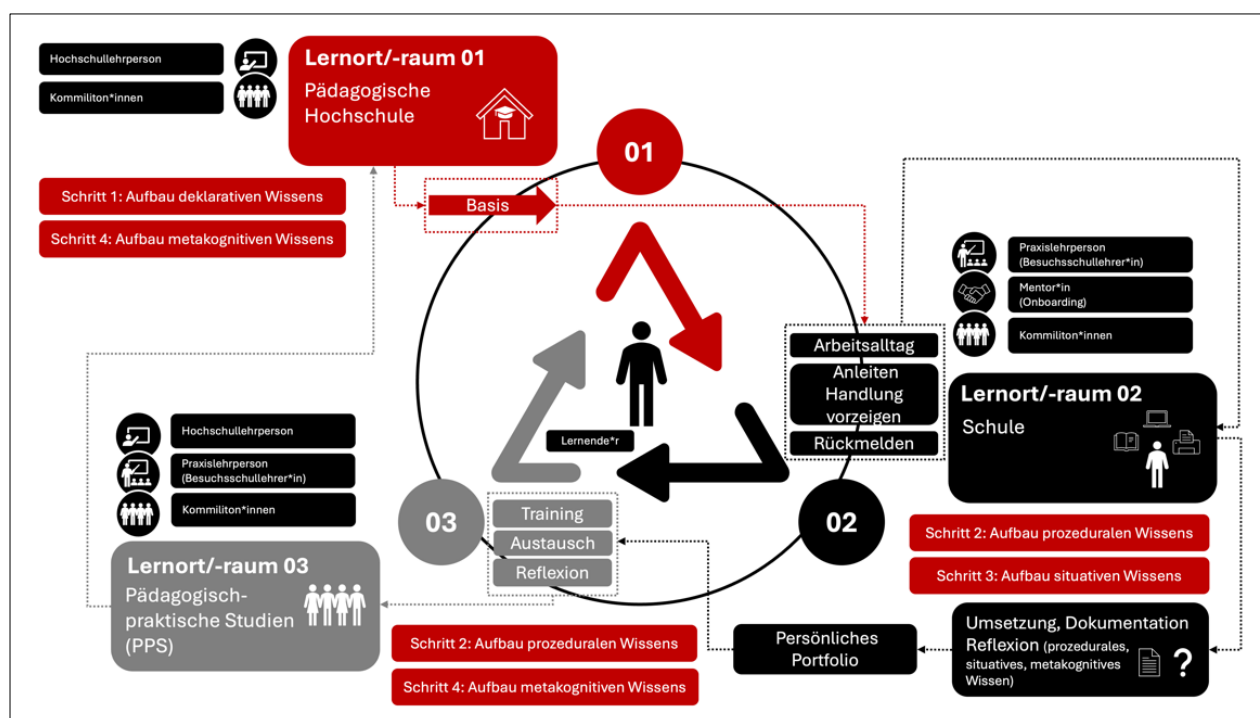 Hochschullehrperson
Kommiliton*innen
Lernort/-raum 01
Pädagogische
Hochschule
01
Schritt 1: Aufbau deklarativen Wissens
Schritt 4: Aufbau metakognitiven Wissens
Basis
Praxislehrperson
(Besuchsschullehrer*in)
Mentor*in
(Onboarding)
Kommiliton*innen
Arbeitsalltag
Anleiten
Handlung
vorzeigen
Rückmelden
Lernort/-raum 02
Schule
Lernende*r
Hochschullehrperson
Praxislehrperson
(Besuchsschullehrer*in)
Kommiliton*innen
03
Training
Austausch
Reflexion
02
Schritt 2: Aufbau prozeduralen Wissens
Schritt 3: Aufbau situativen Wissens
Lernort/-raum 03
Pädagogisch-
praktische Studien
(PPS)
Schritt 2: Aufbau prozeduralen Wissens
Schritt 4: Aufbau metakognitiven Wissens
Persönliches
Portfolio
Umsetzung, Dokumentation
Reflexion (prozedurales,
situatives, metakognitives
Wissen)
?